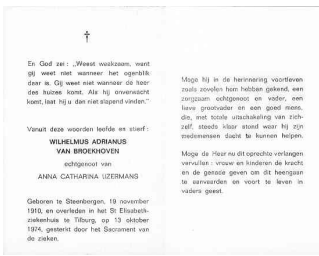 En God zei : „Weest waakzaam, want
gij weet niet wanneer het ogenblik
daar is. Gij weet niet wanneer de heer
des huizes komt. Als hij onverwacht
komt, laat hij u dan niet slapend vinden."
Vanuit deze woorden leefde en stierf :
WILHELMUS ADRIANUS
VAN BROEKHOVEN
echtgenoot van
ANNA CATHARINA IJZERMANS
Geboren te Steenbergen, 19 november
1910, en overleden in het St Elisabeth-
ziekenhuis te Tilburg, op 13 oktober
1974, gesterkt door het Sacrament van
de zieken.
Moge hij in de herinnering voortleven
zoals zovelen hem hebben gekend, een
zorgzaam echtgenoot en vader, een
lieve grootvader en een goed mens,
die, met totale uitschakeling van zich-
zelf, steeds klaar stond waar hij zijn
medemensen dacht te kunnen helpen.
Moge de Heer nu dit oprechte verlangen
vervullen : vrouw en kinderen de kracht
en de genade geven om dit heengaan
te aanvaarden en voort te leven in
vaders geest.